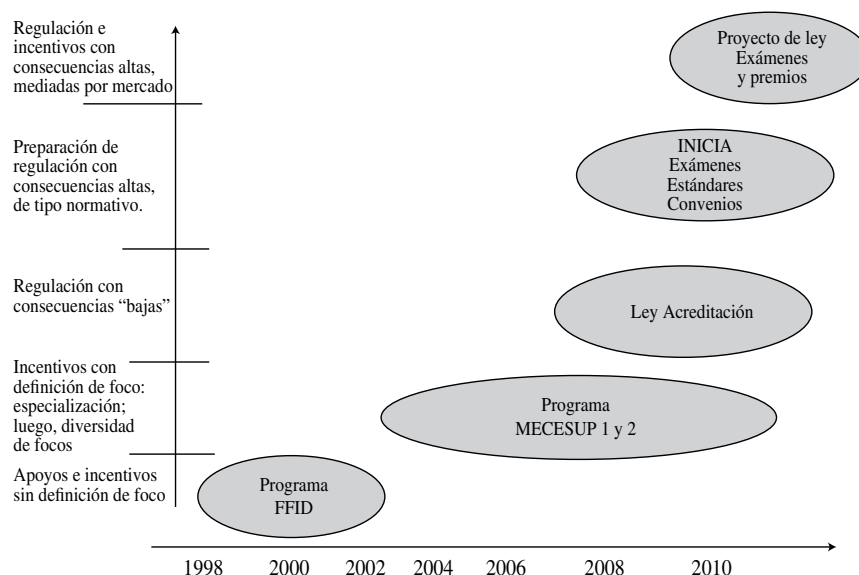 Regulación e
incentivos con
consecuencias altas,
mediadas por mercado
Proyecto de ley
Exámenes
y premios
Preparación de
regulación con
consecuencias altas,
de tipo normativo.
INICIA
Exámenes
Estándares
Convenios
Regulación con
consecuencias “bajas”
Ley Acreditación
Incentivos con
definición de foco:
especialización;
luego, diversidad
de focos
Programa
MECESUP 1 y 2
Apoyos e incentivos
sin definición de foco
Programa
FFID
1998 2000 2002 2004 2006 2008 2010